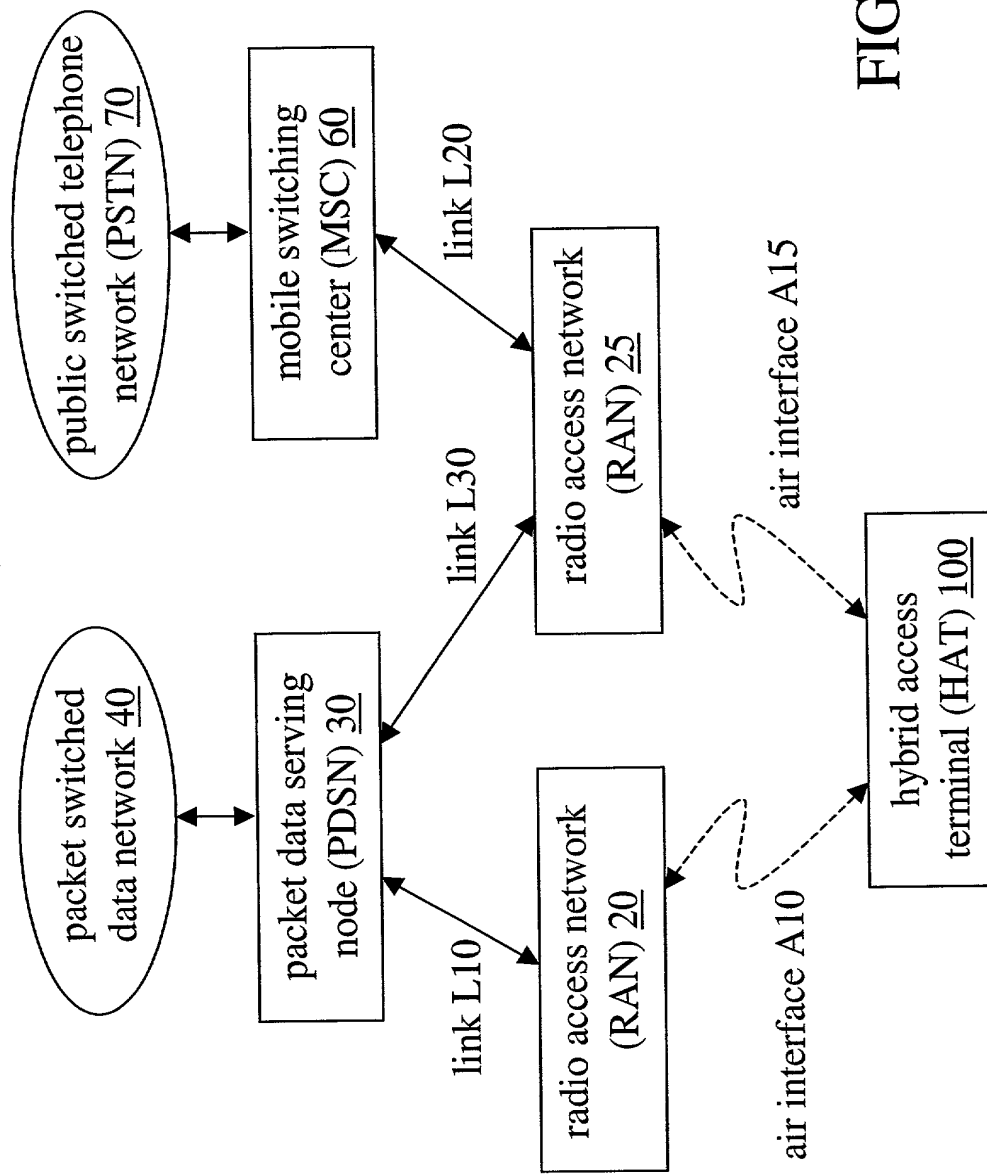 packet switched
data network 40
public switched telephone
network (PSTN) 70
packet data serving
node (PDSN) 30
mobile switching
center (MSC) 60
link L10
link L30
link L20
radio access network
(RAN) 20
radio access network
(RAN) 25
air interface A10
air interface A15
hybrid access
terminal (HAT) 100
FIG